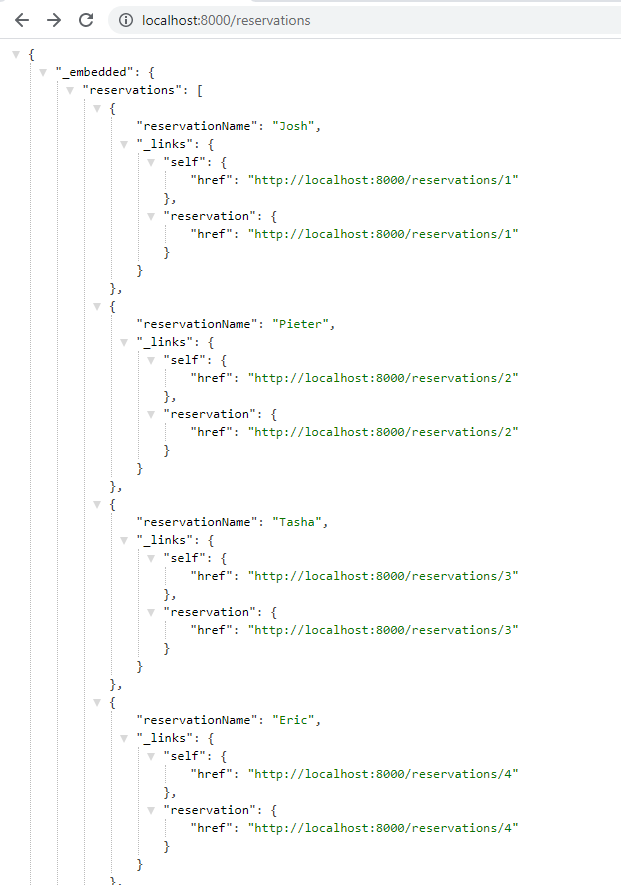 localhost:8000/reservations
{
"_embedded": {
"reservations": [
{
"reservationName": "Josh",
"_links": {
"self": {
"href": "http://localhost:8000/reservations/1"
},
"reservation": {
"href": "http://localhost:8000/reservations/1"
}
}
},
{
"reservationName": "Pieter",
"_links": {
"self": {
"href": "http://localhost:8000/reservations/2"
},
"reservation": {
"href": "http://localhost:8000/reservations/2"
}
}
},
{
"reservationName": "Tasha",
"_links": {
"self": {
"href": "http://localhost:8000/reservations/3"
},
"reservation": {
"href": "http://localhost:8000/reservations/3"
}
}
},
{
"reservationName": "Eric",
"_links": {
"self": {
"href": "http://localhost:8000/reservations/4"
},
"reservation": {
"href": "http://localhost:8000/reservations/4"
}
}
},